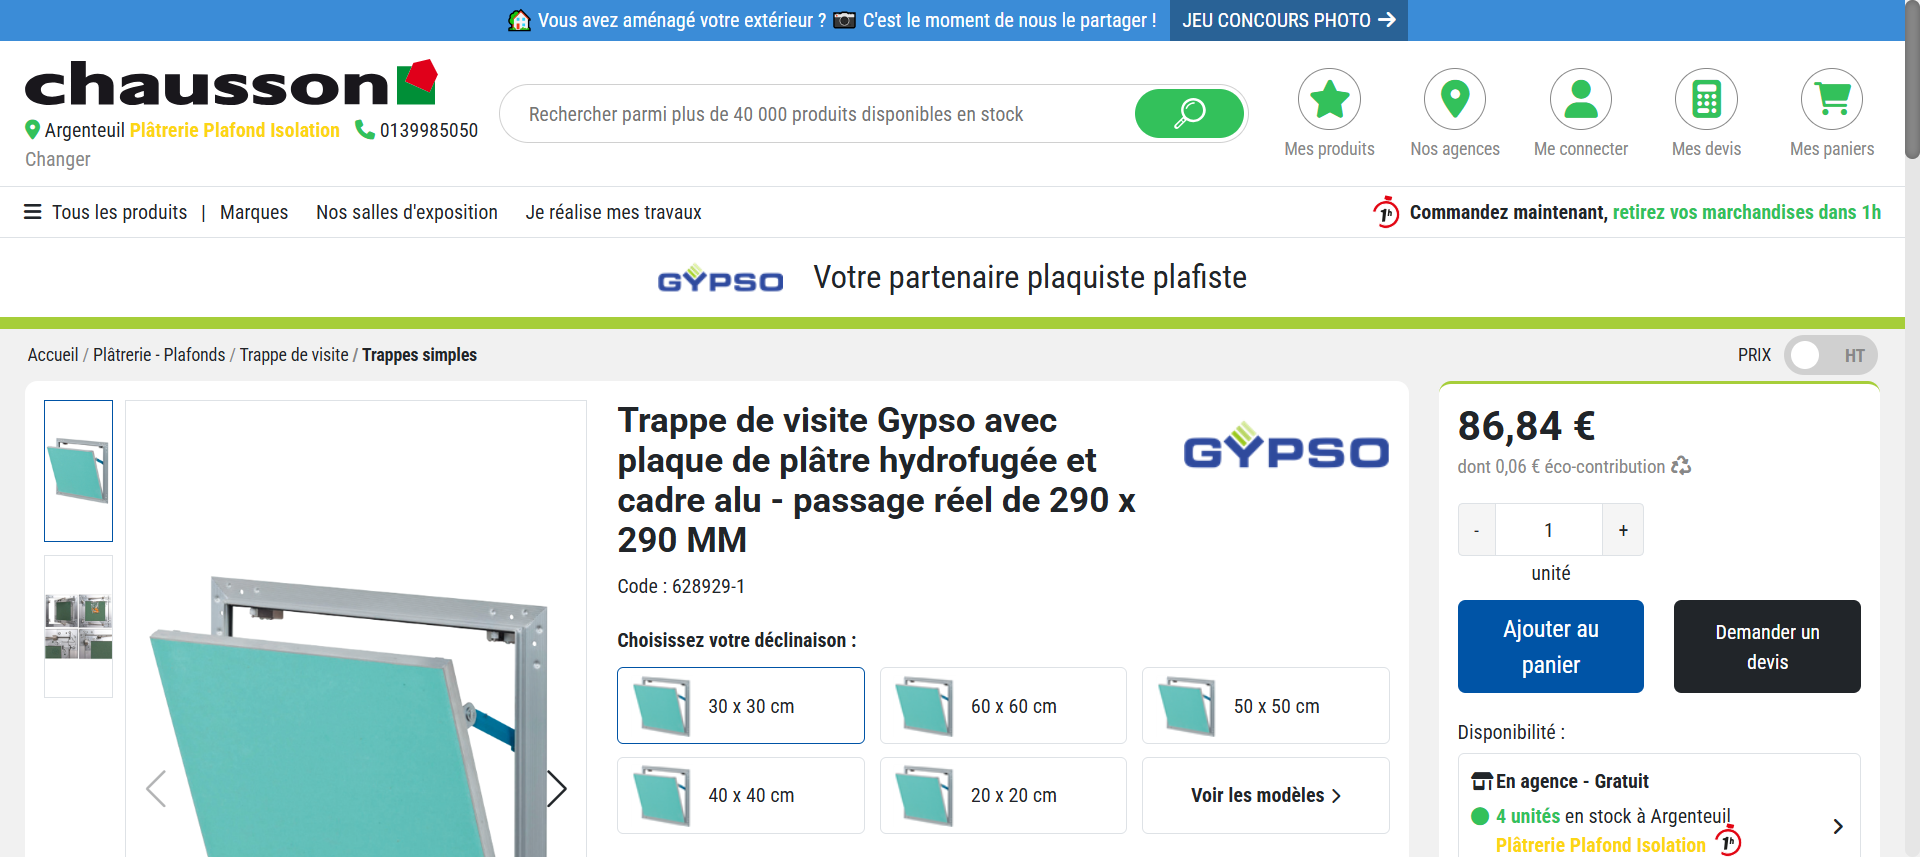 Vous avez aménagé votre extérieur ? C'est le moment de nous le partager ! JEU CONCOURS PHOTO
chausson
Argenteuil Plâtrerie Plafond Isolation 0139985050
Changer
Rechercher parmi plus de 40 000 produits disponibles en stock
Mes produits
Nos agences
Me connecter
Mes devis
Mes paniers
Tous les produits | Marques Nos salles d'exposition Je réalise mes travaux
1h Commandez maintenant, retirez vos marchandises dans 1h
GYPSO Votre partenaire plaquiste plafiste
Accueil / Plâtrerie - Plafonds / Trappe de visite / Trappes simples
PRIX HT
Trappe de visite Gypso avec
plaque de plâtre hydrofugée et
cadre alu - passage réel de 290 x
290 MM
GYPSO
Code : 628929-1
Choisissez votre déclinaison :
30 x 30 cm
60 x 60 cm
50 x 50 cm
40 x 40 cm
20 x 20 cm
Voir les modèles
86,84 €
dont 0,06 € éco-contribution
- 1 +
unité
Ajouter au
panier
Demander un
devis
Disponibilité :
En agence - Gratuit
4 unités en stock à Argenteuil
Plâtrerie Plafond Isolation 1h